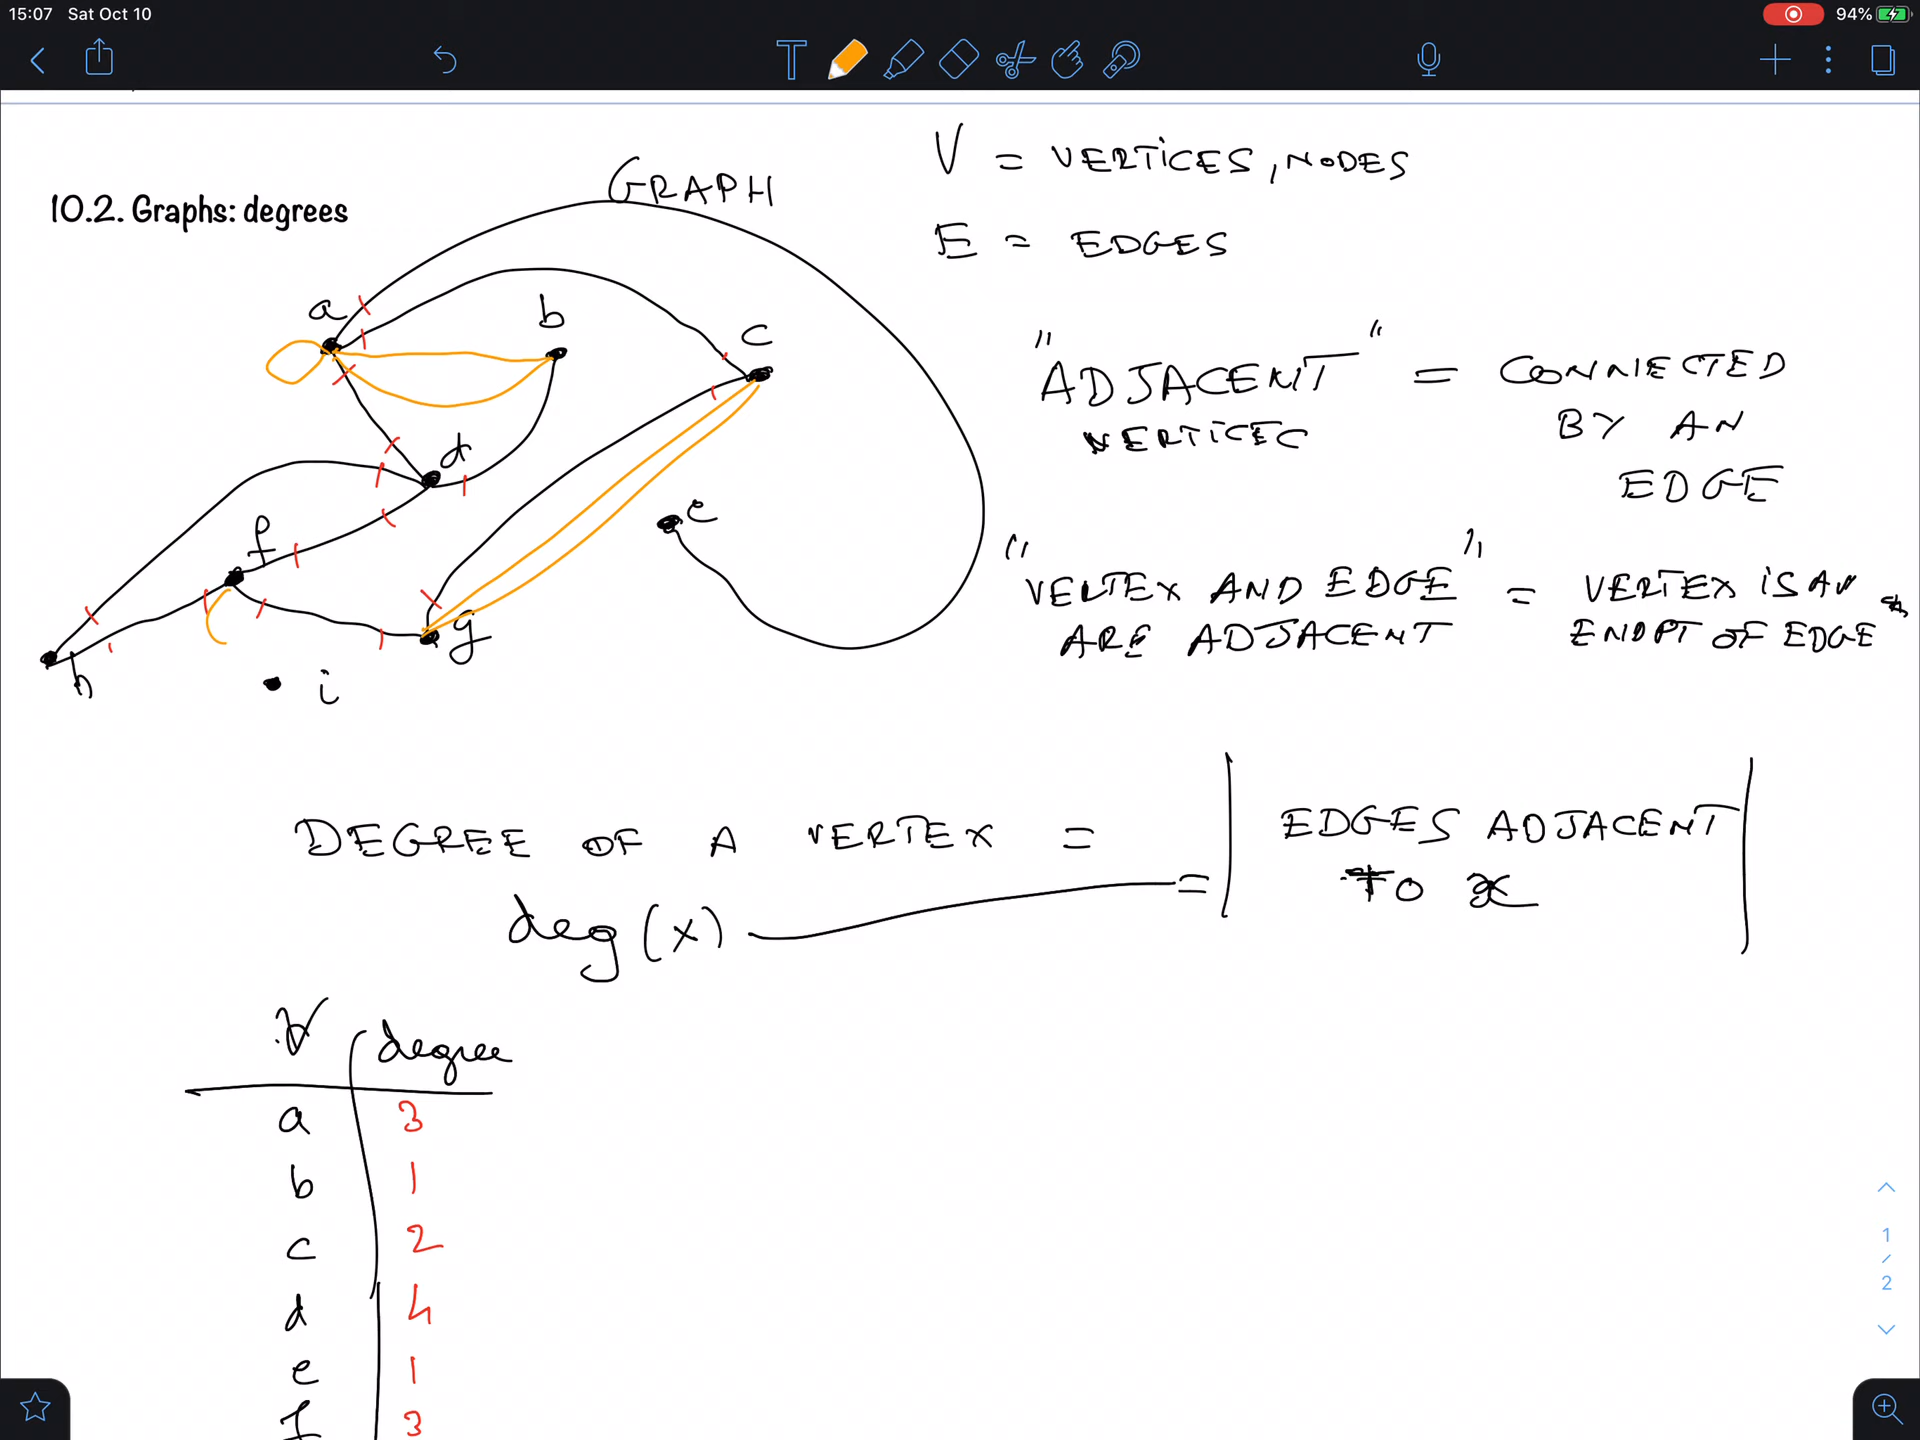 15:07 Sat Oct 10
94%
10.2. Graphs: degrees
GRAPH
V = VERTICES, NODES
E = EDGES
a
b
c
d
e
f
g
h
i
"ADJACENT" = CONNECTED
VERTICEC BY AN
EDGE
"VERTEX AND EDGE" = VERTEX IS AN
ARE ADJACENT ENDPT OF EDGE
DEGREE OF A VERTEX = | EDGES ADJACENT |
deg(x) = TO x
V degree
a 3
b 1
c 2
d 4
e 1
f 3
1
/
2